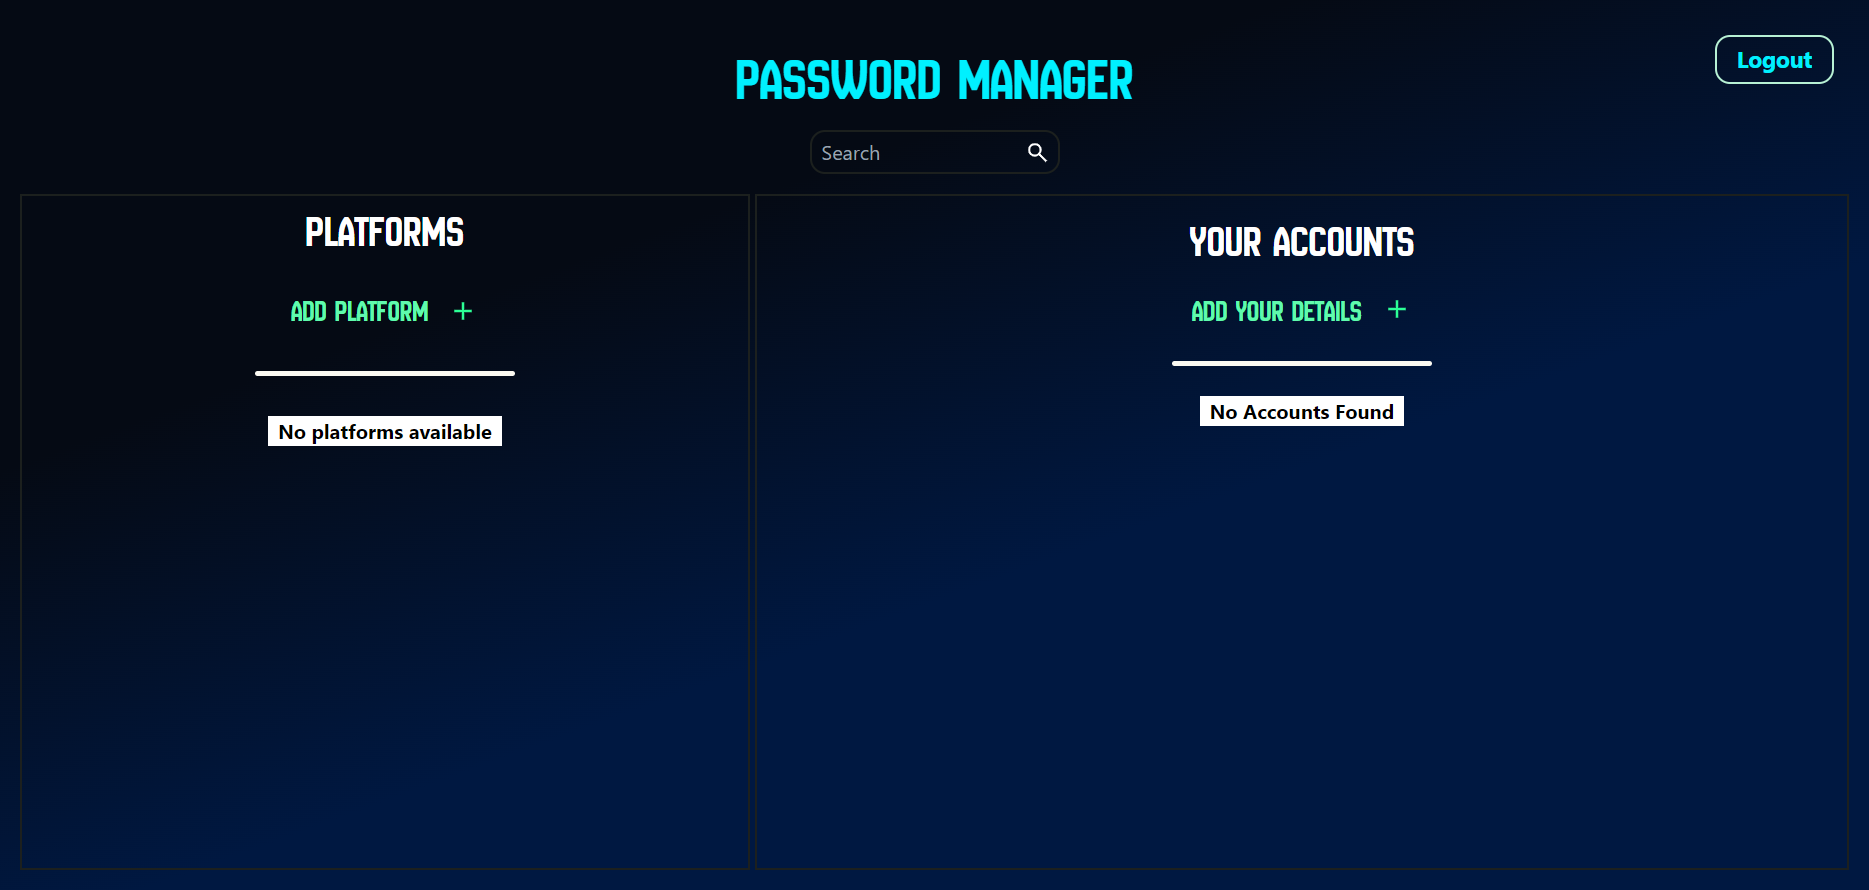 Logout
PASSWORD MANAGER
Search
PLATFORMS
ADD PLATFORM +
No platforms available
YOUR ACCOUNTS
ADD YOUR DETAILS +
No Accounts Found